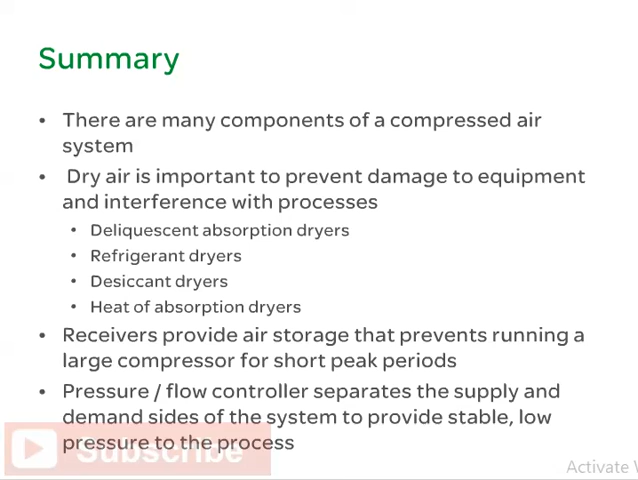 Summary
• There are many components of a compressed air
system
• Dry air is important to prevent damage to equipment
and interference with processes
• Deliquescent absorption dryers
• Refrigerant dryers
• Desiccant dryers
• Heat of absorption dryers
• Receivers provide air storage that prevents running a
large compressor for short peak periods
• Pressure / flow controller separates the supply and
demand sides of the system to provide stable, low
pressure to the process
Subscribe
Activate